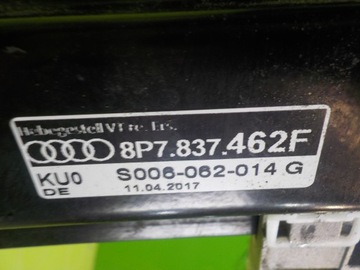 Hebegestell VT re. Ers.
8P7.837.462F
KU0 S006-062-014 G
DE 11.04.2017